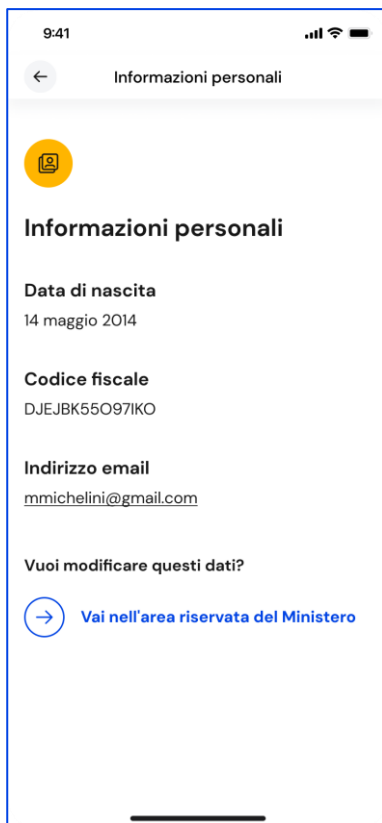 9:41
Informazioni personali
Informazioni personali
Data di nascita
14 maggio 2014
Codice fiscale
DJEJBK55O97IKO
Indirizzo email
mmichelini@gmail.com
Vuoi modificare questi dati?
Vai nell'area riservata del Ministero